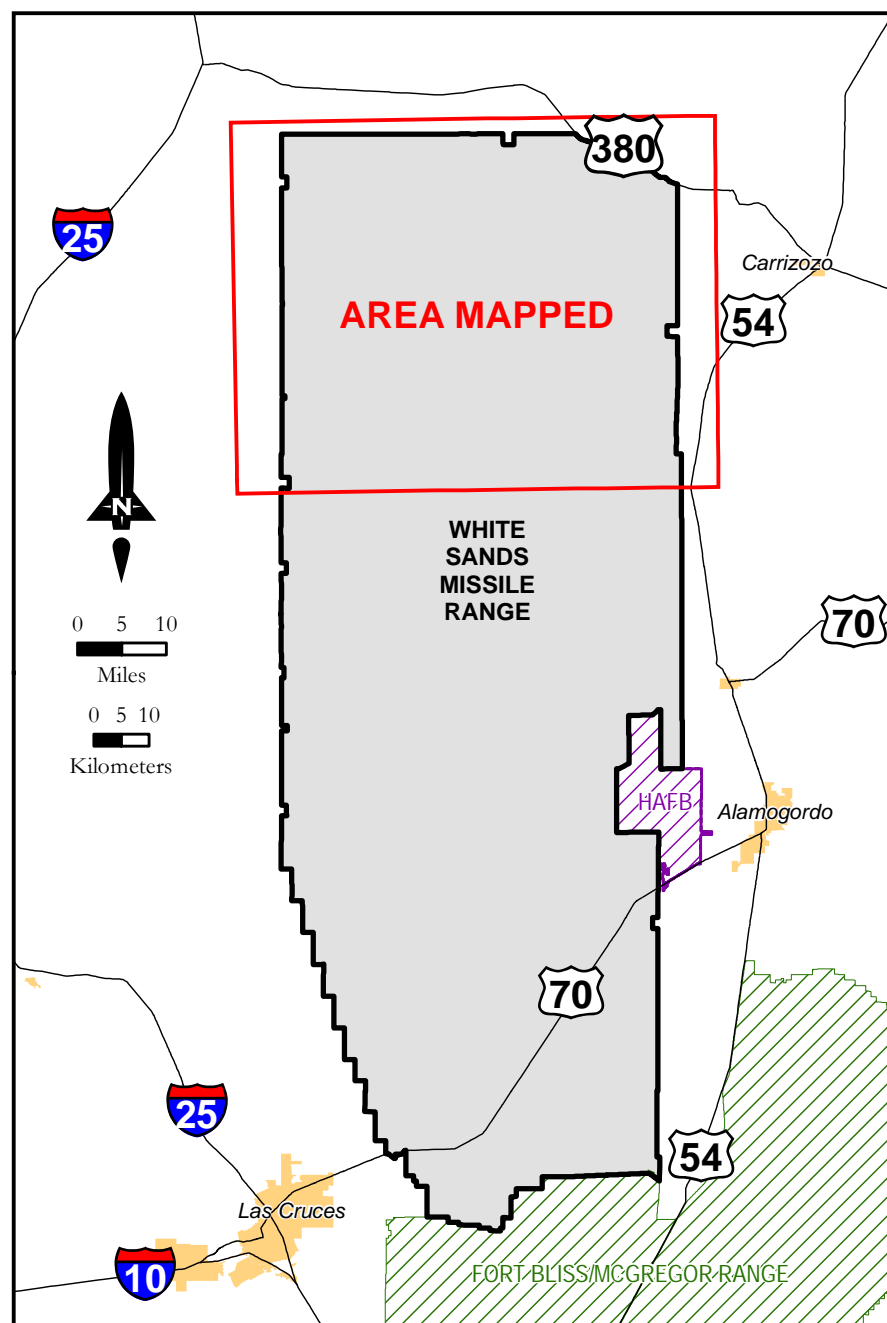 380
25
Carrizozo
54
AREA MAPPED
N
WHITE
SANDS
MISSILE
RANGE
70
0 5 10
Miles
0 5 10
Kilometers
HAFB
Alamogordo
70
25
54
Las Cruces
10
FORT BLISS/MCGREGOR RANGE